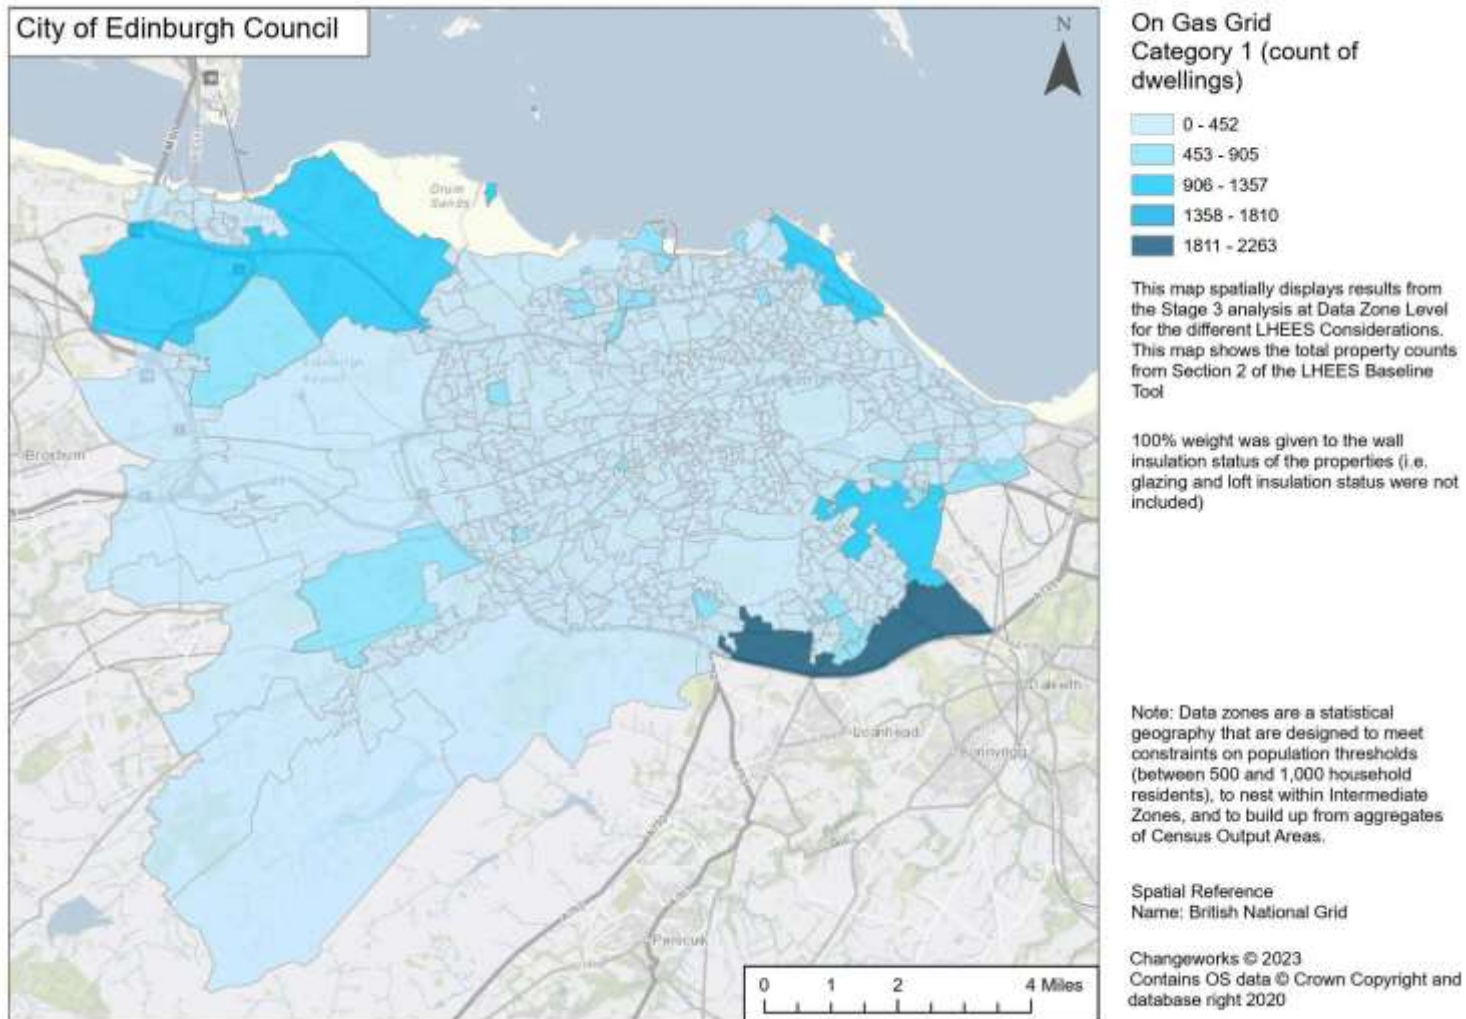 City of Edinburgh Council
N
On Gas Grid
Category 1 (count of
dwellings)
0 - 452
453 - 905
906 - 1357
1358 - 1810
1811 - 2263
This map spatially displays results from
the Stage 3 analysis at Data Zone Level
for the different LHEES Considerations.
This map shows the total property counts
from Section 2 of the LHEES Baseline
Tool
100% weight was given to the wall
insulation status of the properties (i.e.
glazing and loft insulation status were not
included)
Note: Data zones are a statistical
geography that are designed to meet
constraints on population thresholds
(between 500 and 1,000 household
residents), to nest within Intermediate
Zones, and to build up from aggregates
of Census Output Areas.
Spatial Reference
Name: British National Grid
Changeworks © 2023
Contains OS data © Crown Copyright and
database right 2020
Drum
Sands
Edinburgh
Airport
Broxburn
Dalkeith
Loanhead
Bonnyrigg
Penicuik
0 1 2 4 Miles